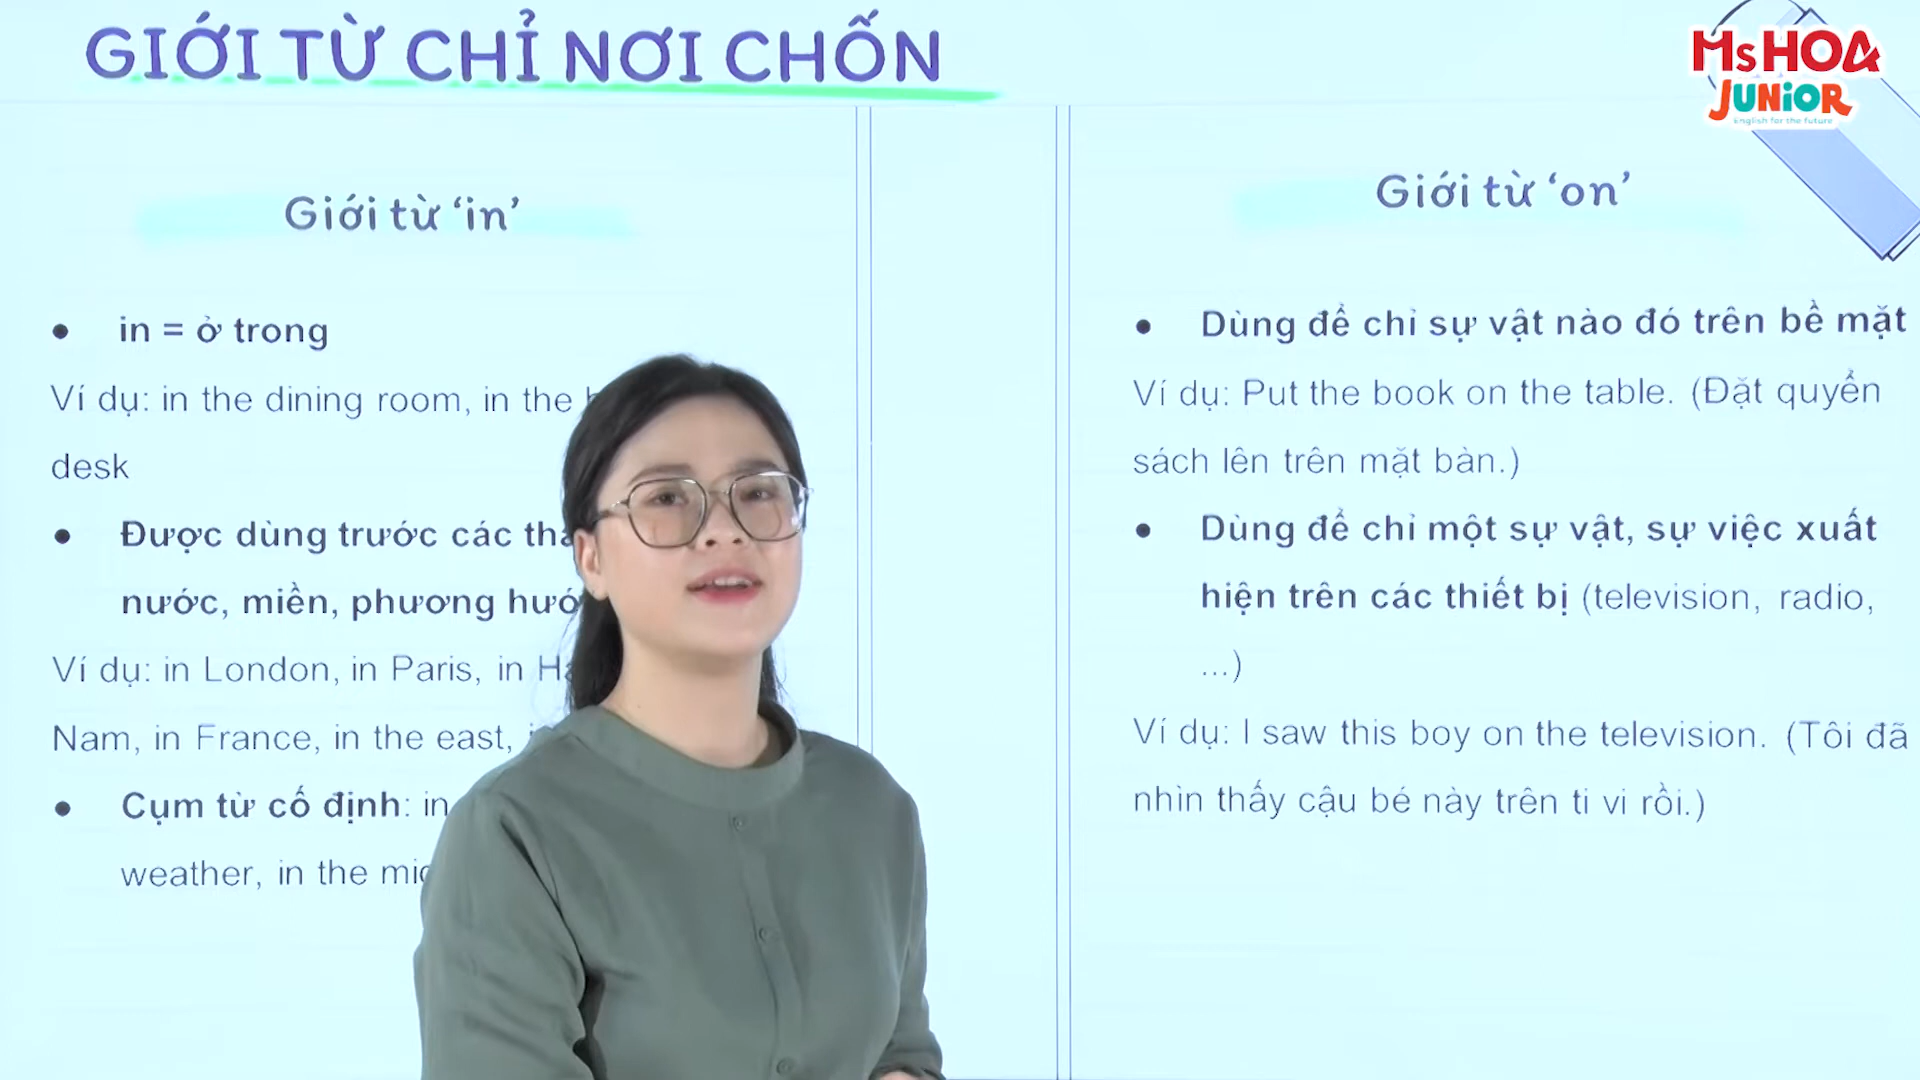 GIỚI TỪ CHỈ NƠI CHỐN
Ms HOA
JUNiOR
English for the future
Giới từ ‘in’
● in = ở trong
Ví dụ: in the dining room, in the
desk
● Được dùng trước các
nước, miền, phương
Ví dụ: in London, in Paris, in
Nam, in France, in the east,
● Cụm từ cố định: in
weather, in the
Giới từ ‘on’
● Dùng để chỉ sự vật nào đó trên bề mặt
Ví dụ: Put the book on the table. (Đặt quyển
sách lên trên mặt bàn.)
● Dùng để chỉ một sự vật, sự việc xuất
hiện trên các thiết bị (television, radio,
...)
Ví dụ: I saw this boy on the television. (Tôi đã
nhìn thấy cậu bé này trên ti vi rồi.)